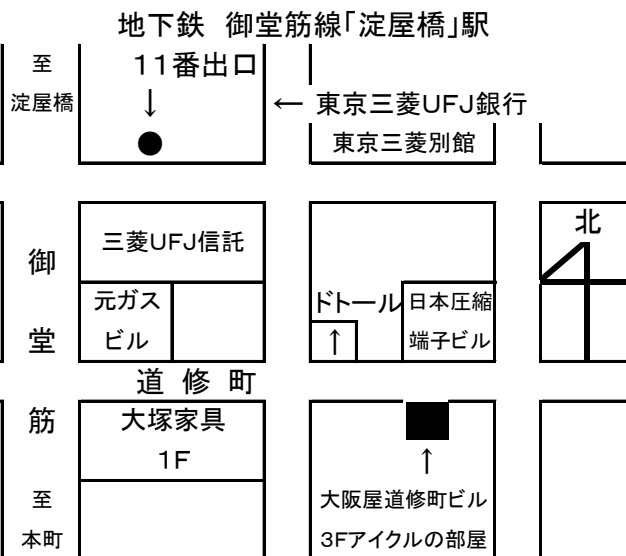 地下鉄 御堂筋線「淀屋橋」駅
至
淀屋橋
11番出口
↓
●
← 東京三菱UFJ銀行
東京三菱別館
御
堂
筋
三菱UFJ信託
元ガス
ビル
ドトール
↑
日本圧縮
端子ビル
北
道修町
大塚家具
1F
↑
大阪屋道修町ビル
3Fアイクルの部屋
至
本町